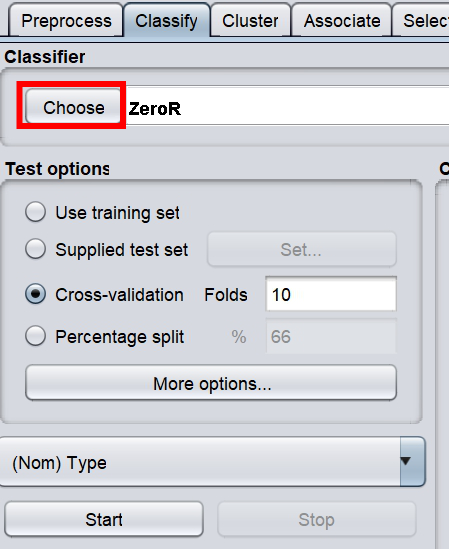 Preprocess Classify Cluster Associate Selec
Classifier
Choose ZeroR
Test options
Use training set
Supplied test set Set...
Cross-validation Folds 10
Percentage split % 66
More options...
(Nom) Type
Start Stop